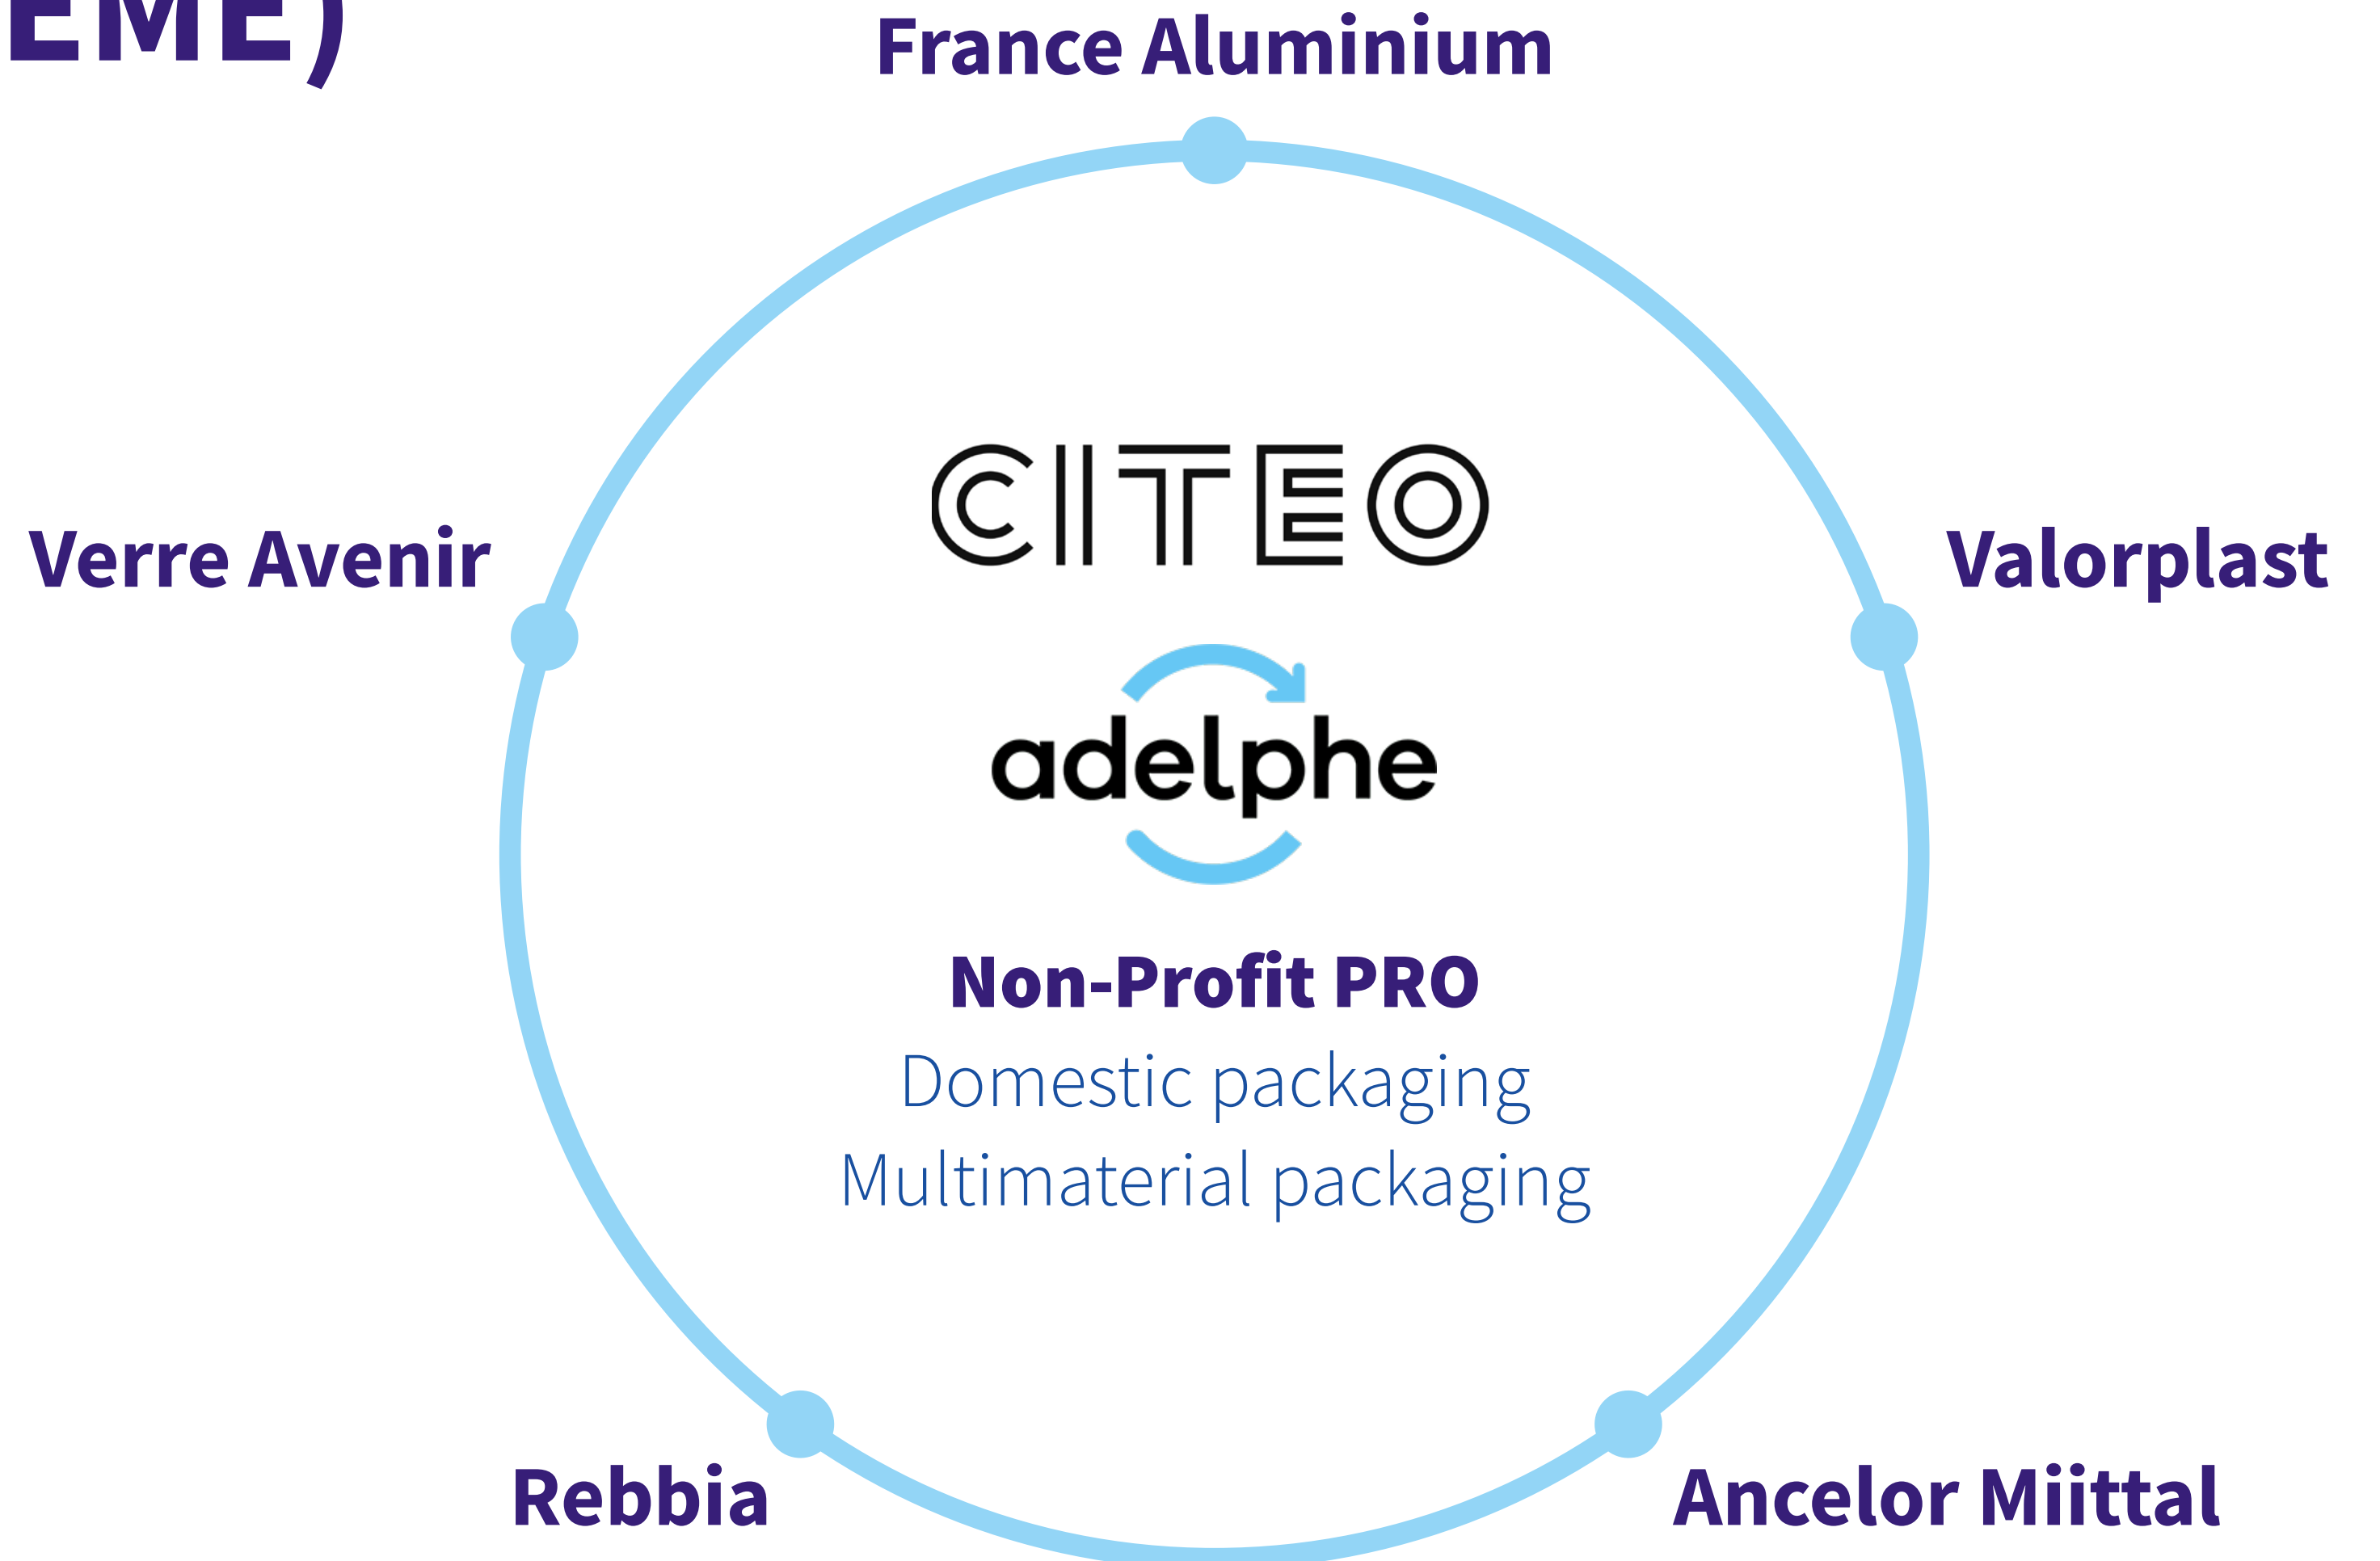 EME)
France Aluminium
CITEO
Verre Avenir
Valorplast
adelphe
Non-Profit PRO
Domestic packaging
Multimaterial packaging
Rebbia
Ancelor Miittal